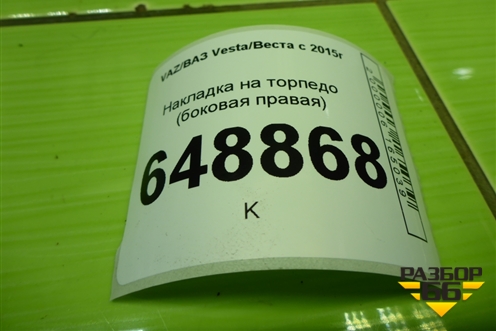 VAZ/ВАЗ Vesta/Веста с 2015г
Накладка на торпедо
(боковая правая)
648868
К
РАЗБОР
66